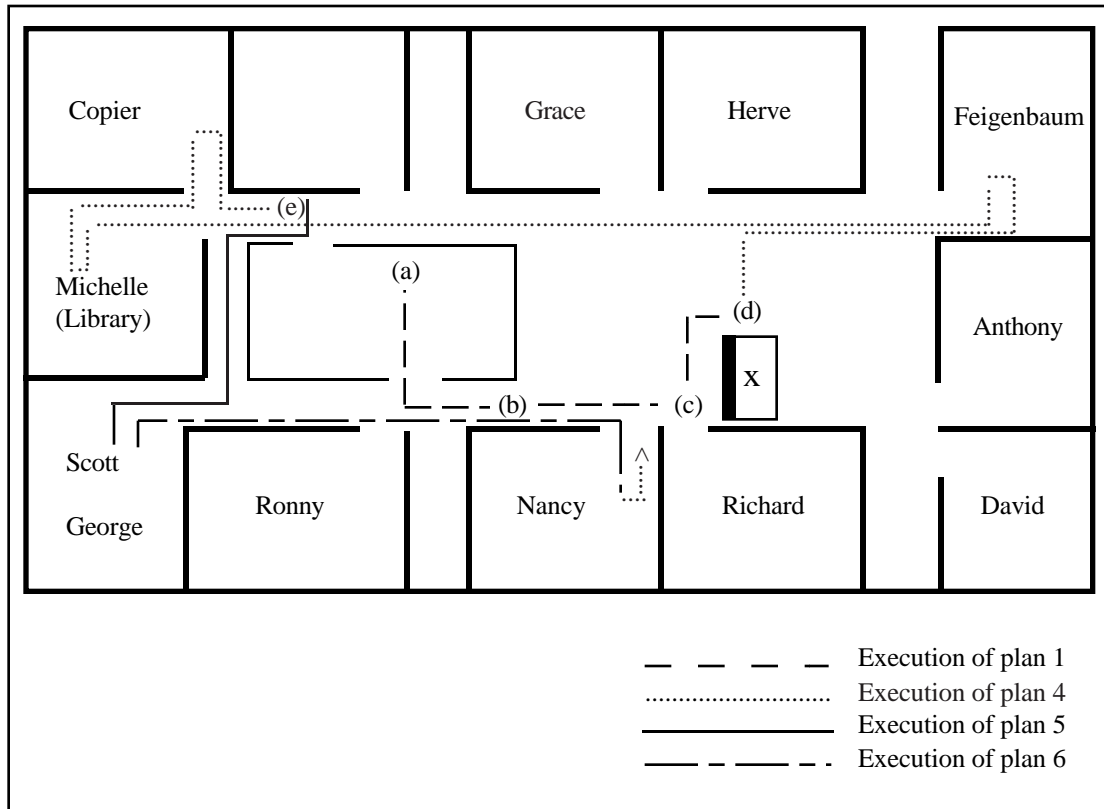 Copier
Grace
Herve
Feigenbaum
(e)
(a)
Michelle
(Library)
(d)
Anthony
X
(b)
(c)
^
Scott
George
Ronny
Nancy
Richard
David
Execution of plan 1
Execution of plan 4
Execution of plan 5
Execution of plan 6